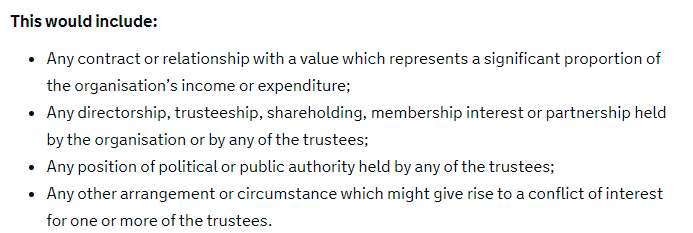 This would include:
• Any contract or relationship with a value which represents a significant proportion of
the organisation’s income or expenditure;
• Any directorship, trusteeship, shareholding, membership interest or partnership held
by the organisation or by any of the trustees;
• Any position of political or public authority held by any of the trustees;
• Any other arrangement or circumstance which might give rise to a conflict of interest
for one or more of the trustees.